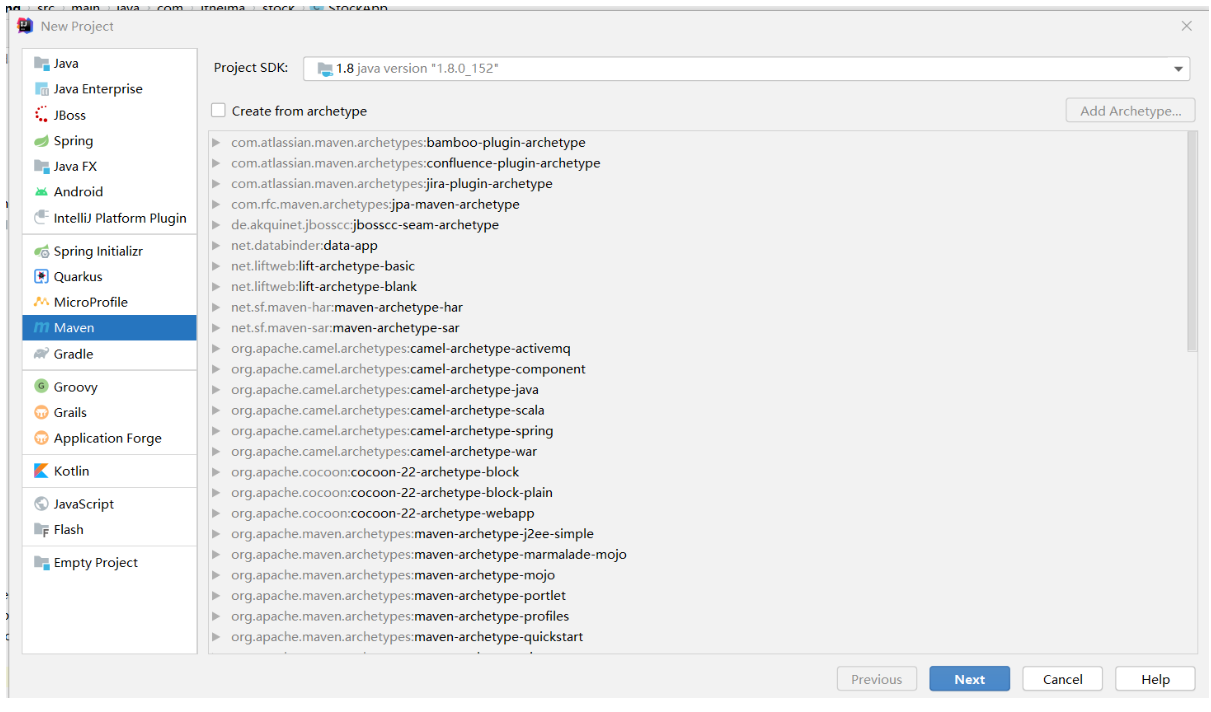 src main java com itheima stock StockApp
New Project
Java
Java Enterprise
JBoss
Spring
Java FX
Android
IntelliJ Platform Plugin
Spring Initializr
Quarkus
MicroProfile
Maven
Gradle
Groovy
Grails
Application Forge
Kotlin
JavaScript
Flash
Empty Project
Project SDK: 1.8 java version "1.8.0_152"
Create from archetype
Add Archetype...
com.atlassian.maven.archetypes:bamboo-plugin-archetype
com.atlassian.maven.archetypes:confluence-plugin-archetype
com.atlassian.maven.archetypes:jira-plugin-archetype
com.rfc.maven.archetypes:jpa-maven-archetype
de.akquinet.jbosscc:jbosscc-seam-archetype
net.databinder:data-app
net.liftweb:lift-archetype-basic
net.liftweb:lift-archetype-blank
net.sf.maven-har:maven-archetype-har
net.sf.maven-sar:maven-archetype-sar
org.apache.camel.archetypes:camel-archetype-activemq
org.apache.camel.archetypes:camel-archetype-component
org.apache.camel.archetypes:camel-archetype-java
org.apache.camel.archetypes:camel-archetype-scala
org.apache.camel.archetypes:camel-archetype-spring
org.apache.camel.archetypes:camel-archetype-war
org.apache.cocoon:cocoon-22-archetype-block
org.apache.cocoon:cocoon-22-archetype-block-plain
org.apache.cocoon:cocoon-22-archetype-webapp
org.apache.maven.archetypes:maven-archetype-j2ee-simple
org.apache.maven.archetypes:maven-archetype-marmalade-mojo
org.apache.maven.archetypes:maven-archetype-mojo
org.apache.maven.archetypes:maven-archetype-portlet
org.apache.maven.archetypes:maven-archetype-profiles
org.apache.maven.archetypes:maven-archetype-quickstart
Previous
Next
Cancel
Help